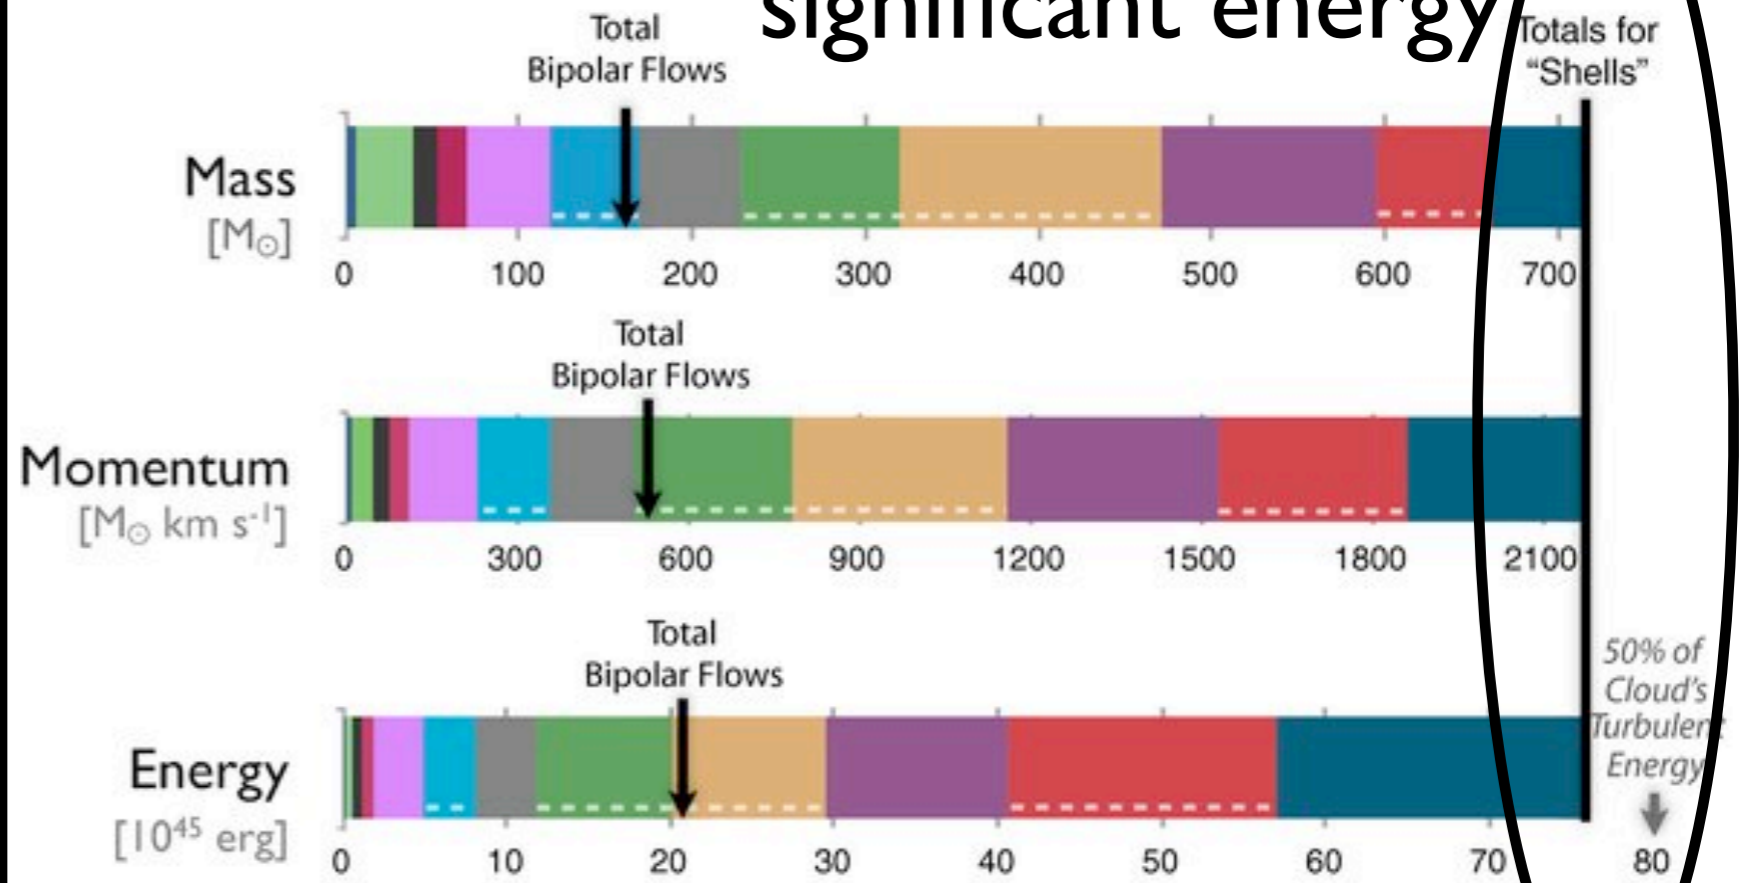 significant energy
Total
Bipolar Flows
Totals for
“Shells”
Mass
[M⊙]
0 100 200 300 400 500 600 700
Total
Bipolar Flows
Momentum
[M⊙ km s⁻¹]
0 300 600 900 1200 1500 1800 2100
Total
Bipolar Flows
50% of
Cloud’s
Turbulent
Energy
Energy
[10⁴⁵ erg]
0 10 20 30 40 50 60 70 80